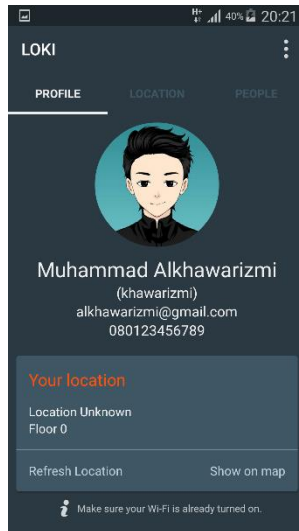 H+ 40% 20:21
LOKI
PROFILE LOCATION PEOPLE
Muhammad Alkhawarizmi
(khawarizmi)
alkhawarizmi@gmail.com
080123456789
Your location
Location Unknown
Floor 0
Refresh Location Show on map
i Make sure your Wi-Fi is already turned on.